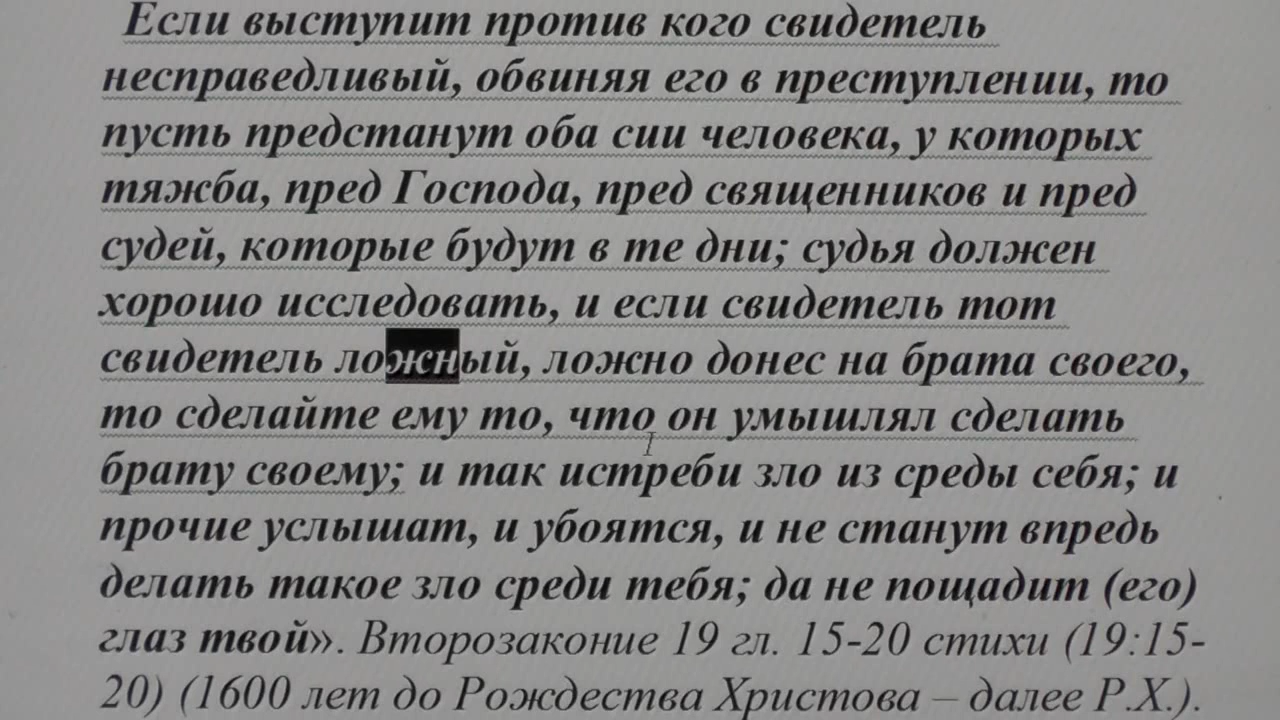 Если выступит против кого свидетель
несправедливый, обвиняя его в преступлении, то
пусть предстанут оба сии человека, у которых
тяжба, пред Господа, пред священников и пред
судей, которые будут в те дни; судья должен
хорошо исследовать, и если свидетель тот
свидетель ложный, ложно донес на брата своего,
то сделайте ему то, что он умышлял сделать
брату своему; и так истреби зло из среды себя; и
прочие услышат, и убоятся, и не станут впредь
делать такое зло среди тебя; да не пощадит (его)
глаз твой». Второзаконие 19 гл. 15-20 стихи (19:15-
20) (1600 лет до Рождества Христова – далее Р.Х.).